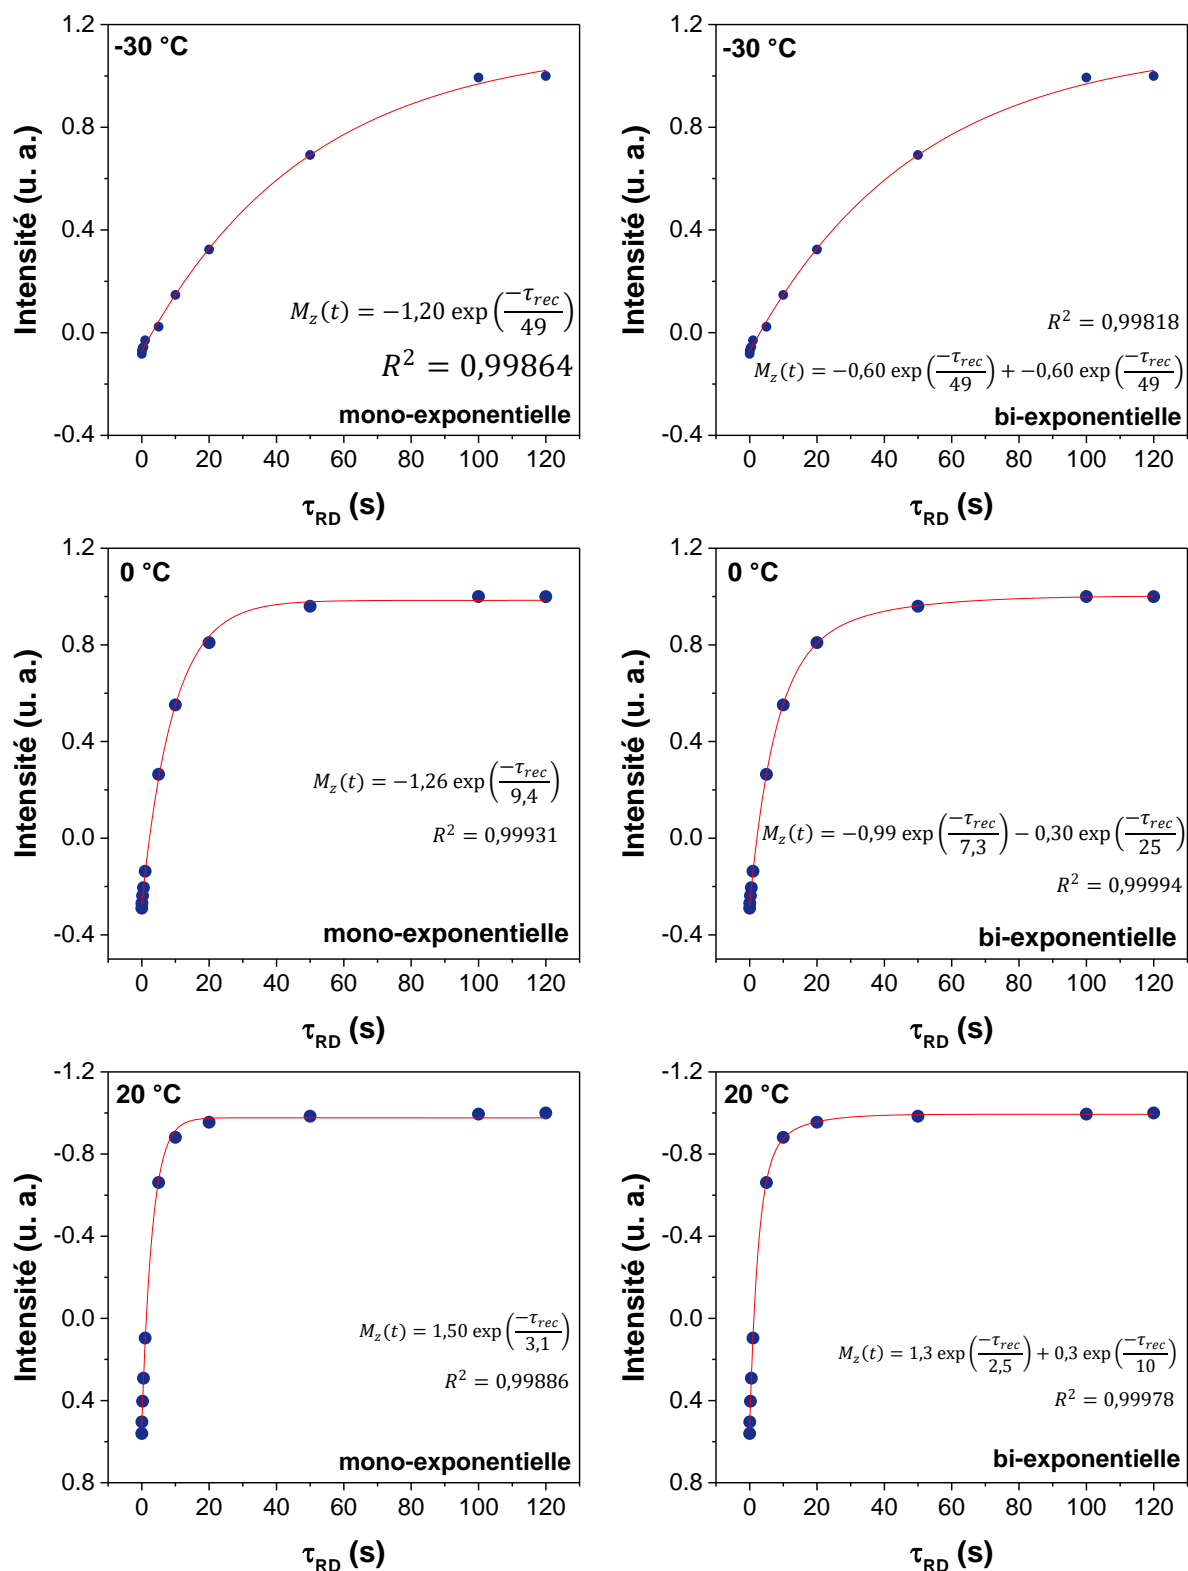 -30 °C
1.2
0.8
0.4
0.0
-0.4
Intensité (u. a.)
M_z(t) = −1,20 exp(−τ_rec/49)
R² = 0,99864
mono-exponentielle
0 20 40 60 80 100 120
τ_RD (s)
-30 °C
1.2
0.8
0.4
0.0
-0.4
Intensité (u. a.)
R² = 0,99818
M_z(t) = −0,60 exp(−τ_rec/49) + −0,60 exp(−τ_rec/49)
bi-exponentielle
0 20 40 60 80 100 120
τ_RD (s)
0 °C
1.2
0.8
0.4
0.0
-0.4
Intensité (u. a.)
M_z(t) = −1,26 exp(−τ_rec/9,4)
R² = 0,99931
mono-exponentielle
0 20 40 60 80 100 120
τ_RD (s)
0 °C
1.2
0.8
0.4
0.0
-0.4
Intensité (u. a.)
M_z(t) = −0,99 exp(−τ_rec/7,3) − 0,30 exp(−τ_rec/25)
R² = 0,99994
bi-exponentielle
0 20 40 60 80 100 120
τ_RD (s)
20 °C
-1.2
-0.8
-0.4
0.0
0.4
0.8
Intensité (u. a.)
M_z(t) = 1,50 exp(−τ_rec/3,1)
R² = 0,99886
mono-exponentielle
0 20 40 60 80 100 120
τ_RD (s)
20 °C
-1.2
-0.8
-0.4
0.0
0.4
0.8
Intensité (u. a.)
M_z(t) = 1,3 exp(−τ_rec/2,5) + 0,3 exp(−τ_rec/10)
R² = 0,99978
bi-exponentielle
0 20 40 60 80 100 120
τ_RD (s)